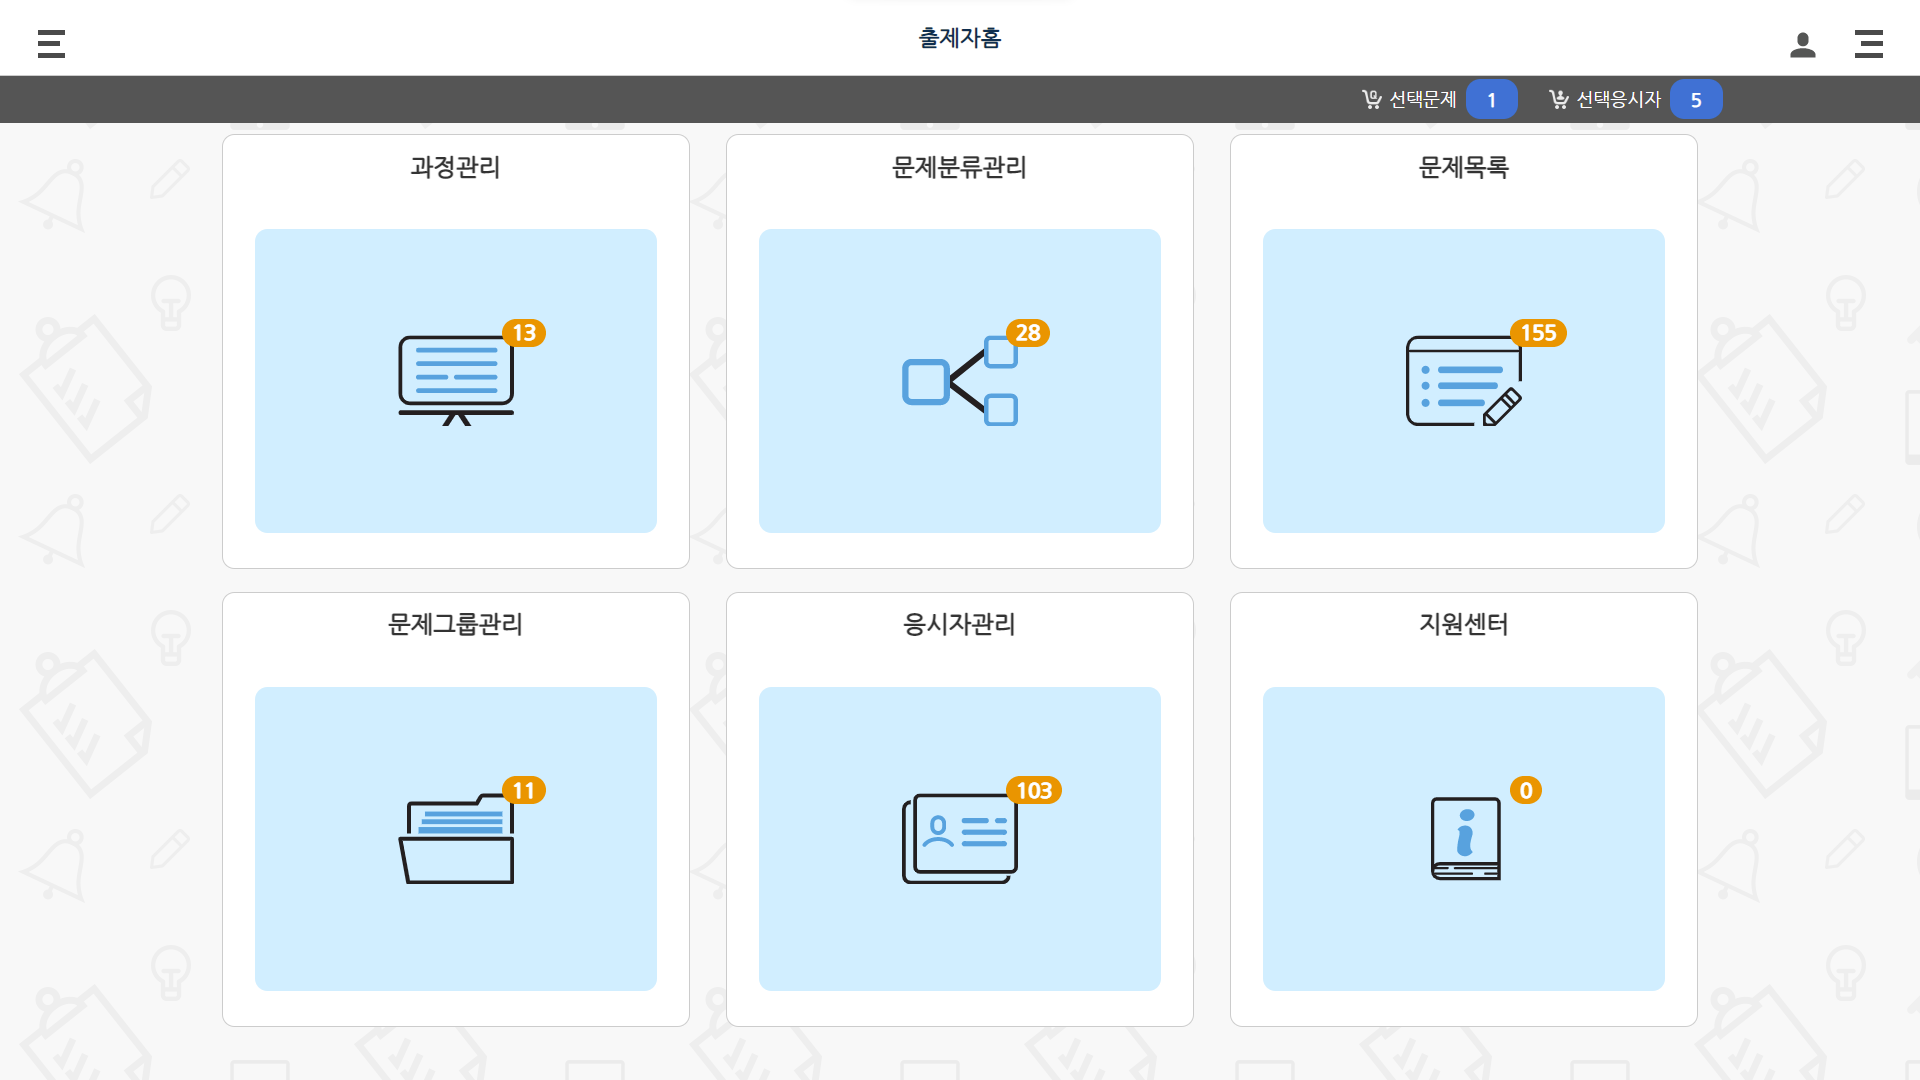 출제자홈
선택문제 1 선택응시자 5
과정관리 문제분류관리 문제목록
13 28 155
문제그룹관리 응시자관리 지원센터
11 103 0